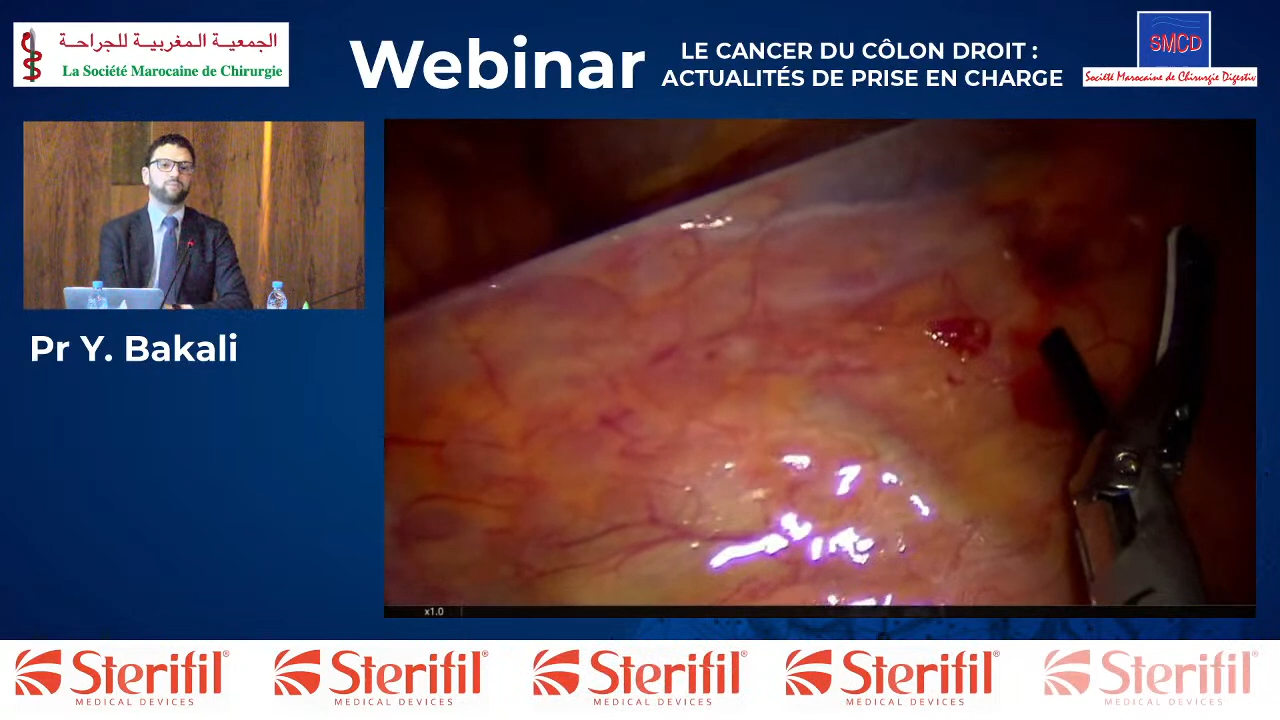 الجمعية المغربية للجراحة
La Société Marocaine de Chirurgie
Webinar
LE CANCER DU CÔLON DROIT :
ACTUALITÉS DE PRISE EN CHARGE
SMCD
Société Marocaine de Chirurgie Digestiv
Pr Y. Bakali
x1.0
Sterifil®
MEDICAL DEVICES
Sterifil®
MEDICAL DEVICES
Sterifil®
MEDICAL DEVICES
Sterifil®
MEDICAL DEVICES
Sterifil®
MEDICAL DEVICES